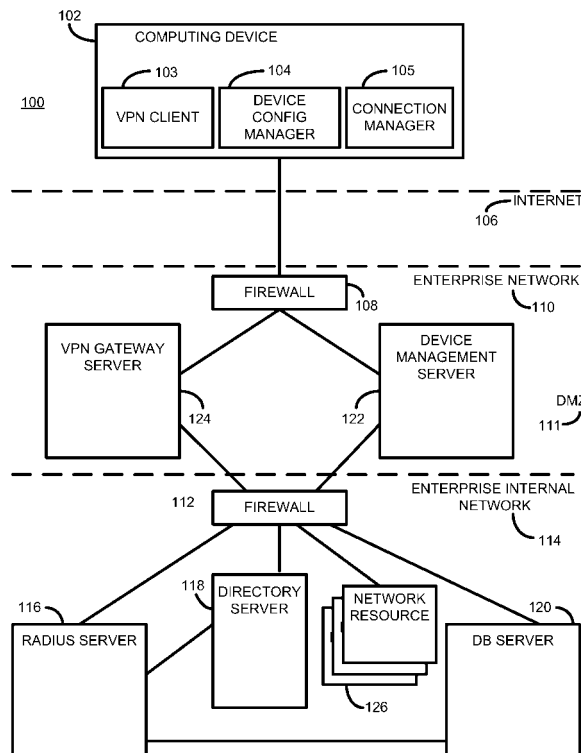 102
COMPUTING DEVICE
100
103
104
105
VPN CLIENT
DEVICE
CONFIG
MANAGER
CONNECTION
MANAGER
INTERNET
106
FIREWALL
108
ENTERPRISE NETWORK
110
VPN GATEWAY
SERVER
124
DEVICE
MANAGEMENT
SERVER
122
DMZ
111
112
FIREWALL
ENTERPRISE INTERNAL
NETWORK
114
116
RADIUS SERVER
118
DIRECTORY
SERVER
NETWORK
RESOURCE
126
120
DB SERVER